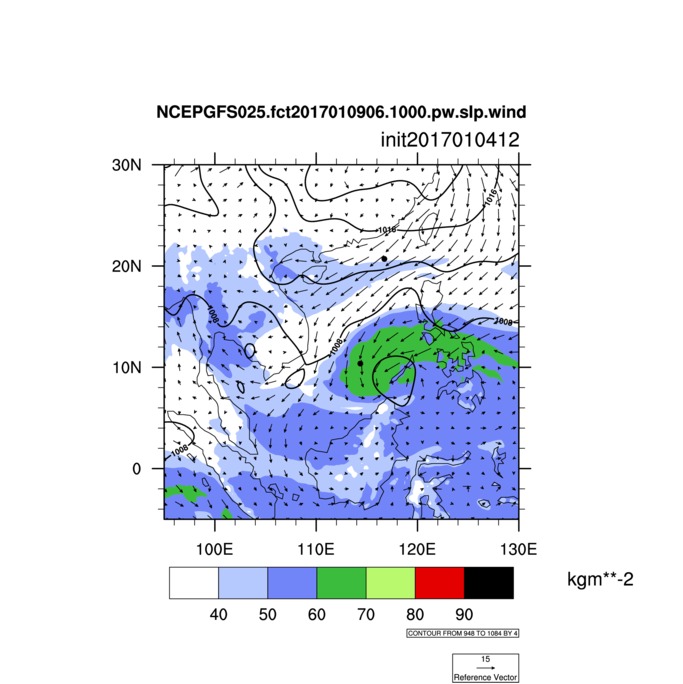 NCEPGFS025.fct2017010906.1000.pw.slp.wind
init2017010412
30N
1016
1016
20N
1008
1008
1008
10N
1008
0
100E 110E 120E 130E
kgm**-2
40 50 60 70 80 90
CONTOUR FROM 948 TO 1084 BY 4
15
Reference Vector